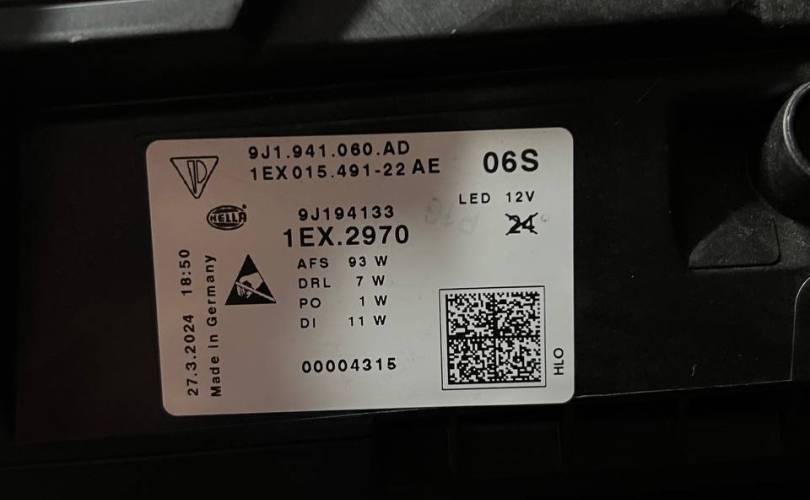 9J1.941.060.AD
1EX 015.491-22 AE
06S
HELLA
LED 12V
9J194133
1EX.2970
24
AFS 93 W
DRL 7 W
PO 1 W
DI 11 W
00004315
27.3.2024 18:50
Made in Germany
HLO